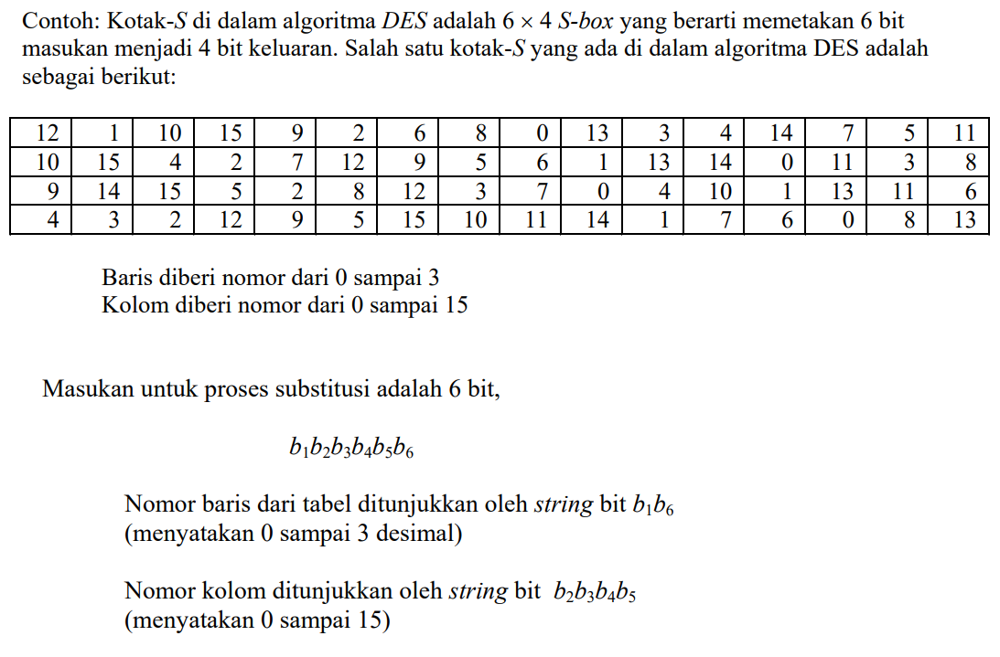 Contoh: Kotak-S di dalam algoritma DES adalah 6 × 4 S-box yang berarti memetakan 6 bit
masukan menjadi 4 bit keluaran. Salah satu kotak-S yang ada di dalam algoritma DES adalah
sebagai berikut:
12 1 10 15 9 2 6 8 0 13 3 4 14 7 5 11
10 15 4 2 7 12 9 5 6 1 13 14 0 11 3 8
9 14 15 5 2 8 12 3 7 0 4 10 1 13 11 6
4 3 2 12 9 5 15 10 11 14 1 7 6 0 8 13
Baris diberi nomor dari 0 sampai 3
Kolom diberi nomor dari 0 sampai 15
Masukan untuk proses substitusi adalah 6 bit,
b₁b₂b₃b₄b₅b₆
Nomor baris dari tabel ditunjukkan oleh string bit b₁b₆
(menyatakan 0 sampai 3 desimal)
Nomor kolom ditunjukkan oleh string bit b₂b₃b₄b₅
(menyatakan 0 sampai 15)